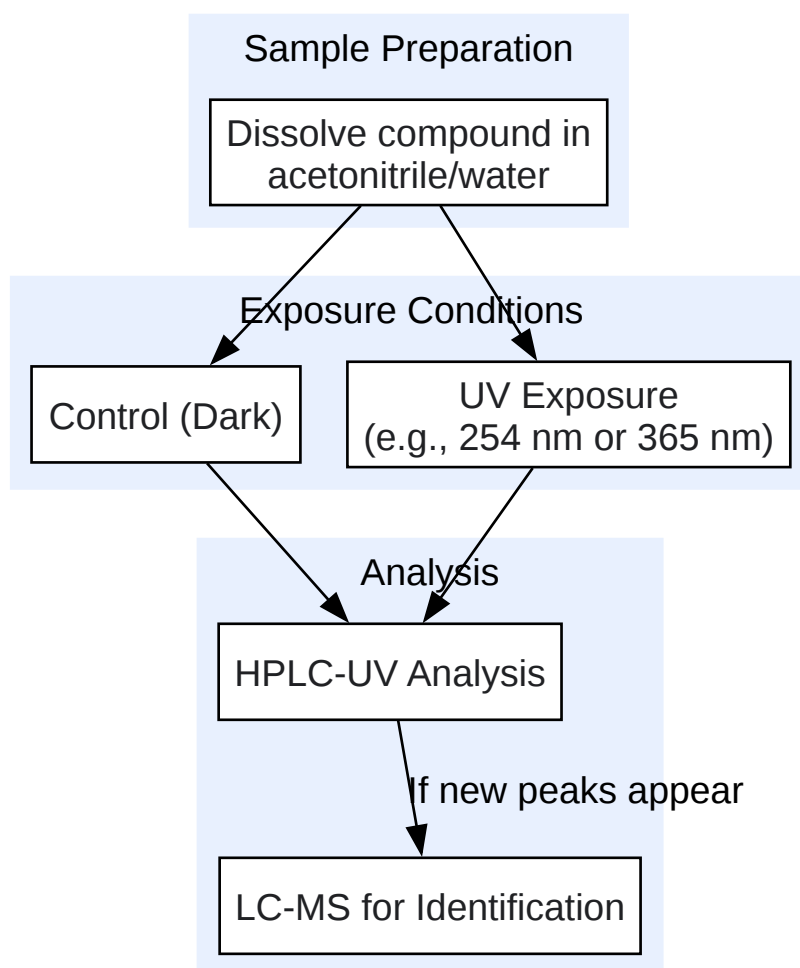 Sample Preparation
Dissolve compound in
acetonitrile/water
Exposure Conditions
Control (Dark)
UV Exposure
(e.g., 254 nm or 365 nm)
Analysis
HPLC-UV Analysis
If new peaks appear
LC-MS for Identification